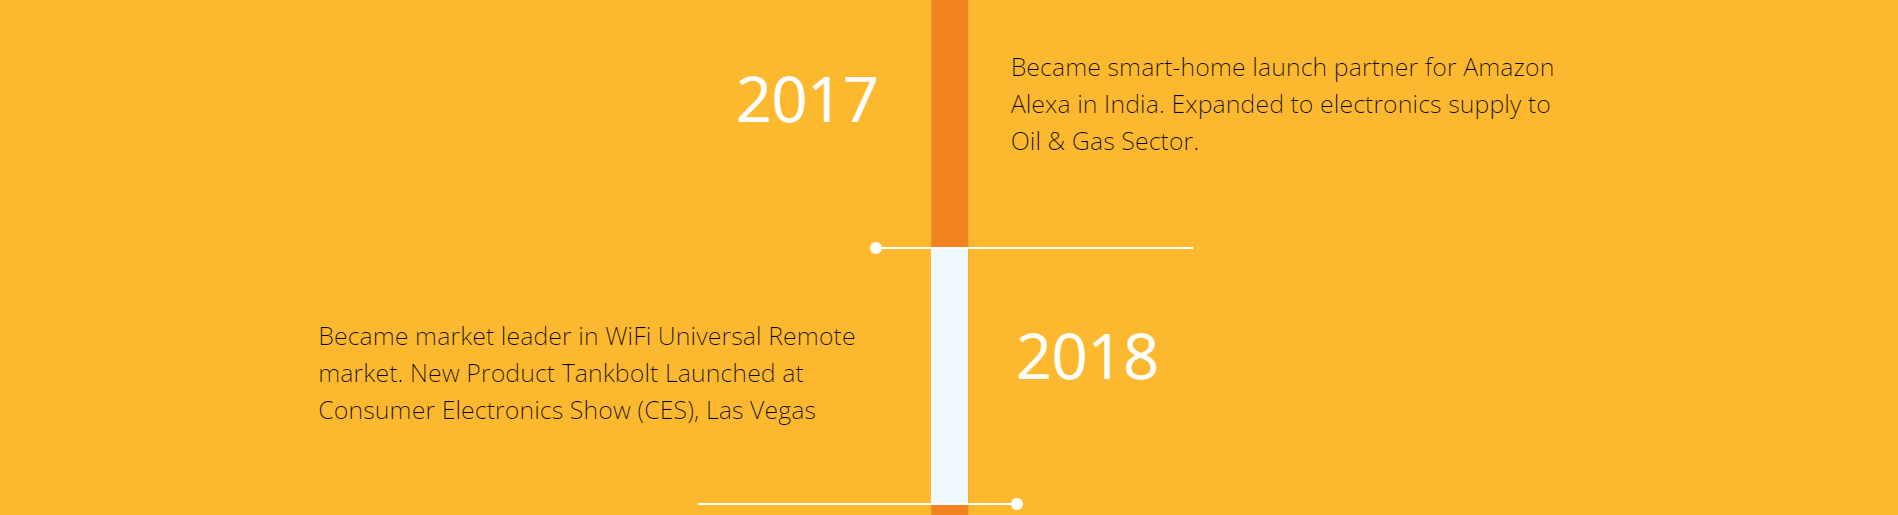 2017
Became smart-home launch partner for Amazon
Alexa in India. Expanded to electronics supply to
Oil & Gas Sector.
Became market leader in WiFi Universal Remote
market. New Product Tankbolt Launched at
Consumer Electronics Show (CES), Las Vegas
2018